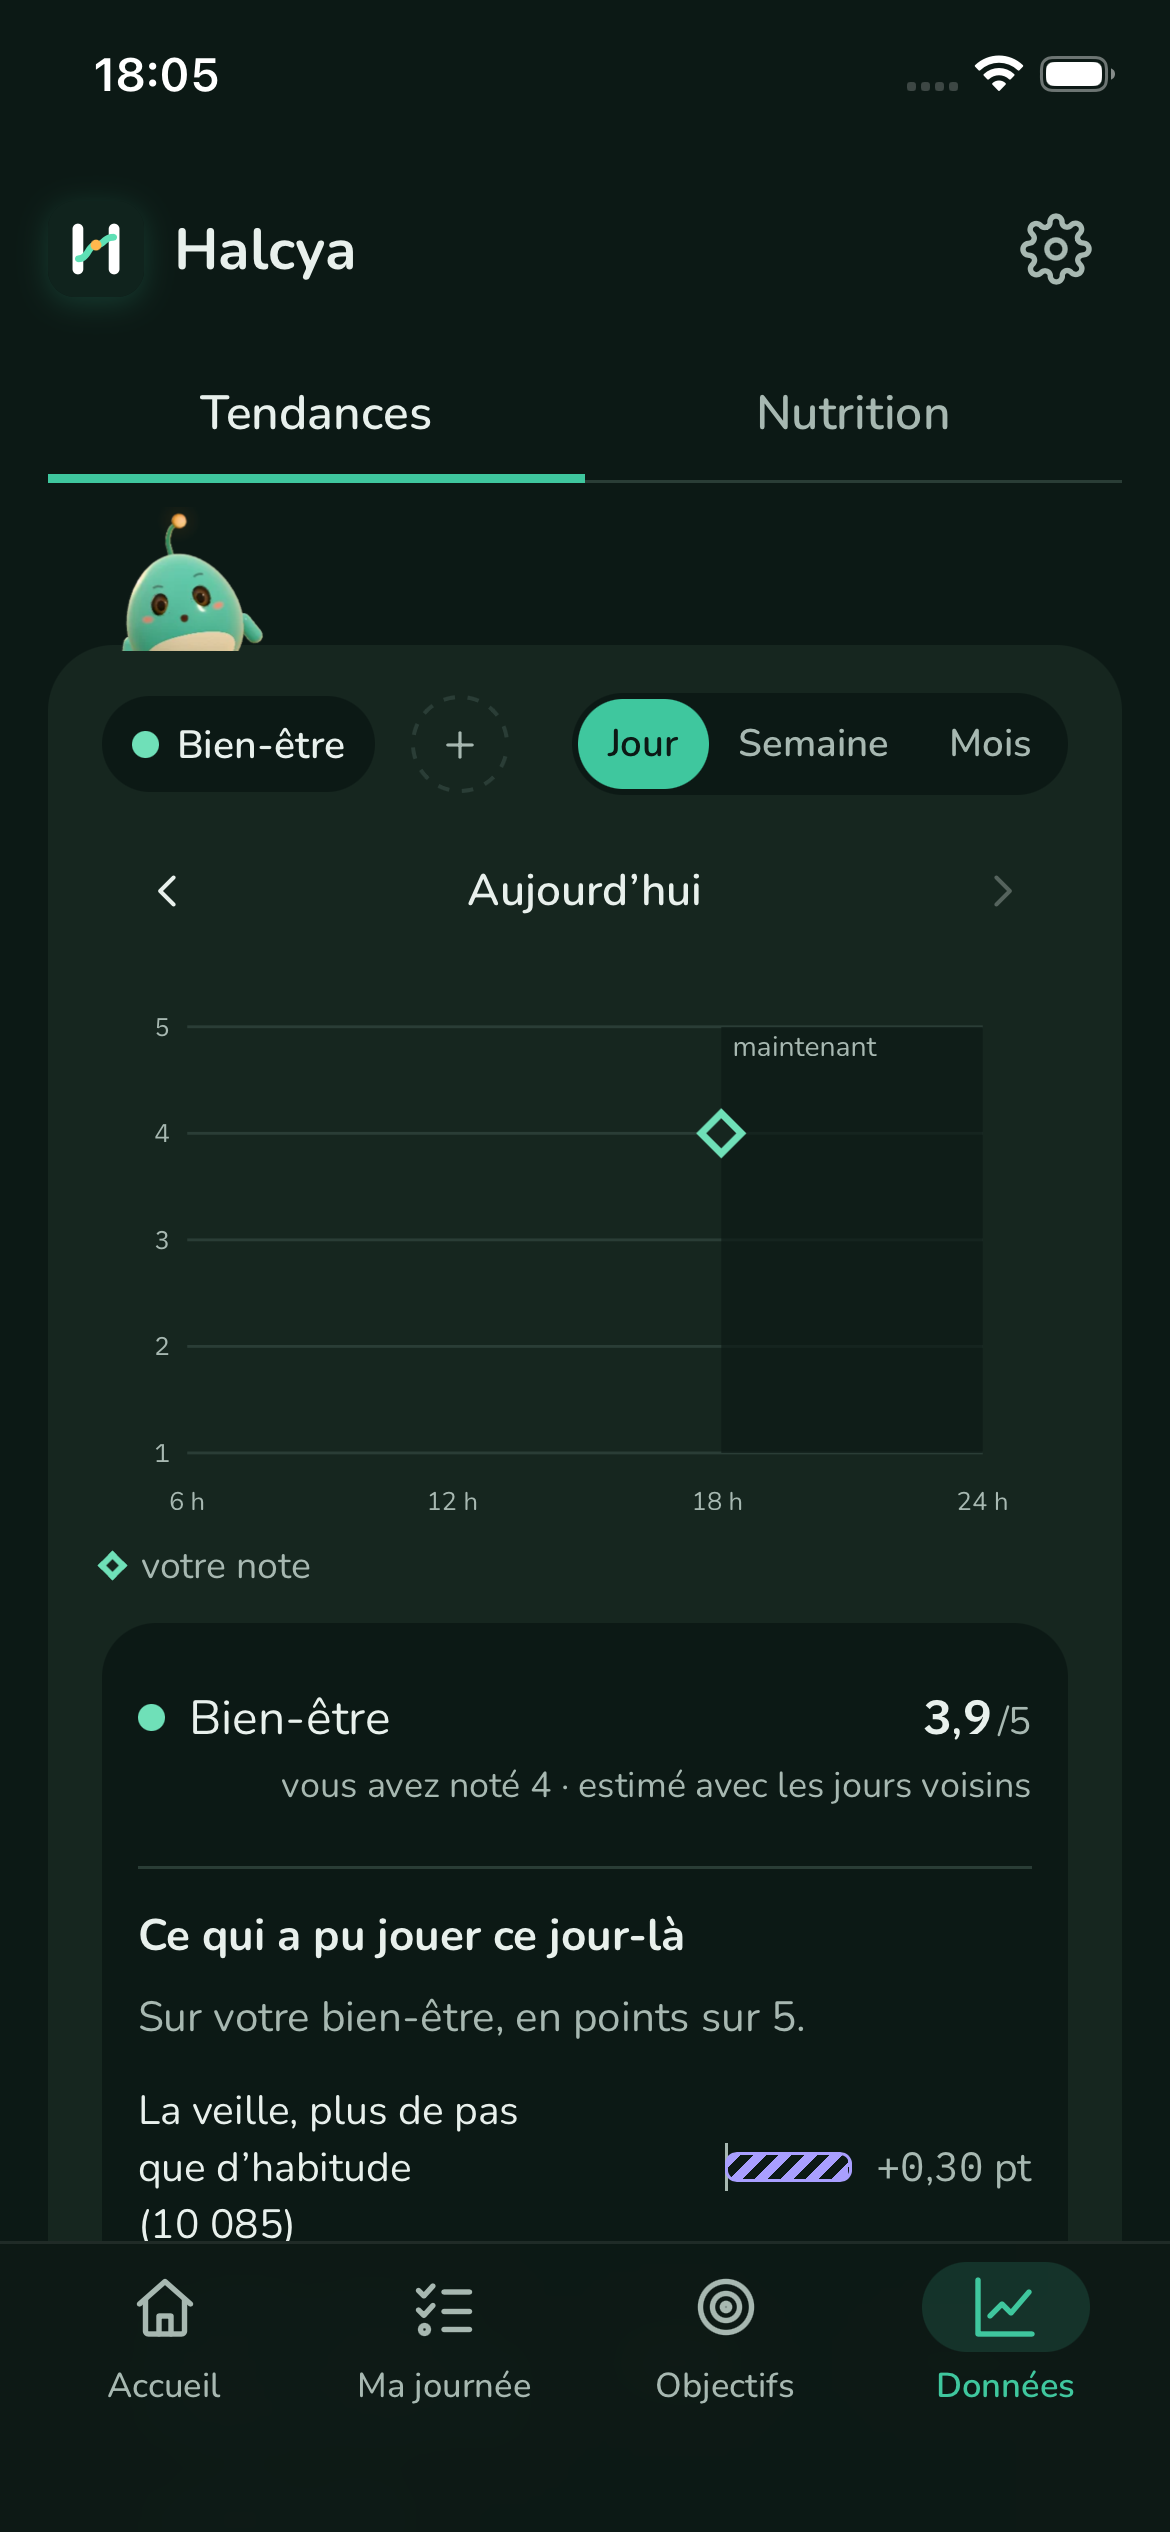 18:05
Halcya
Tendances
Nutrition
Bien-être
+
Jour
Semaine
Mois
Aujourd’hui
5
maintenant
4
3
2
1
6 h
12 h
18 h
24 h
votre note
Bien-être
3,9 /5
vous avez noté 4 · estimé avec les jours voisins
Ce qui a pu jouer ce jour-là
Sur votre bien-être, en points sur 5.
La veille, plus de pas
que d’habitude
+0,30 pt
(10 085)
Accueil
Ma journée
Objectifs
Données